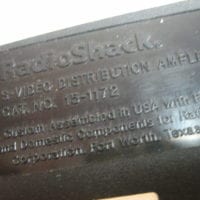 RadioShack.
S-VIDEO DISTRIBUTION AMPLI
CAT. NO. 15-1172
Custom Assembled in USA with F
and Domestic Components for Rad
Corporation, Fort Worth, Texas